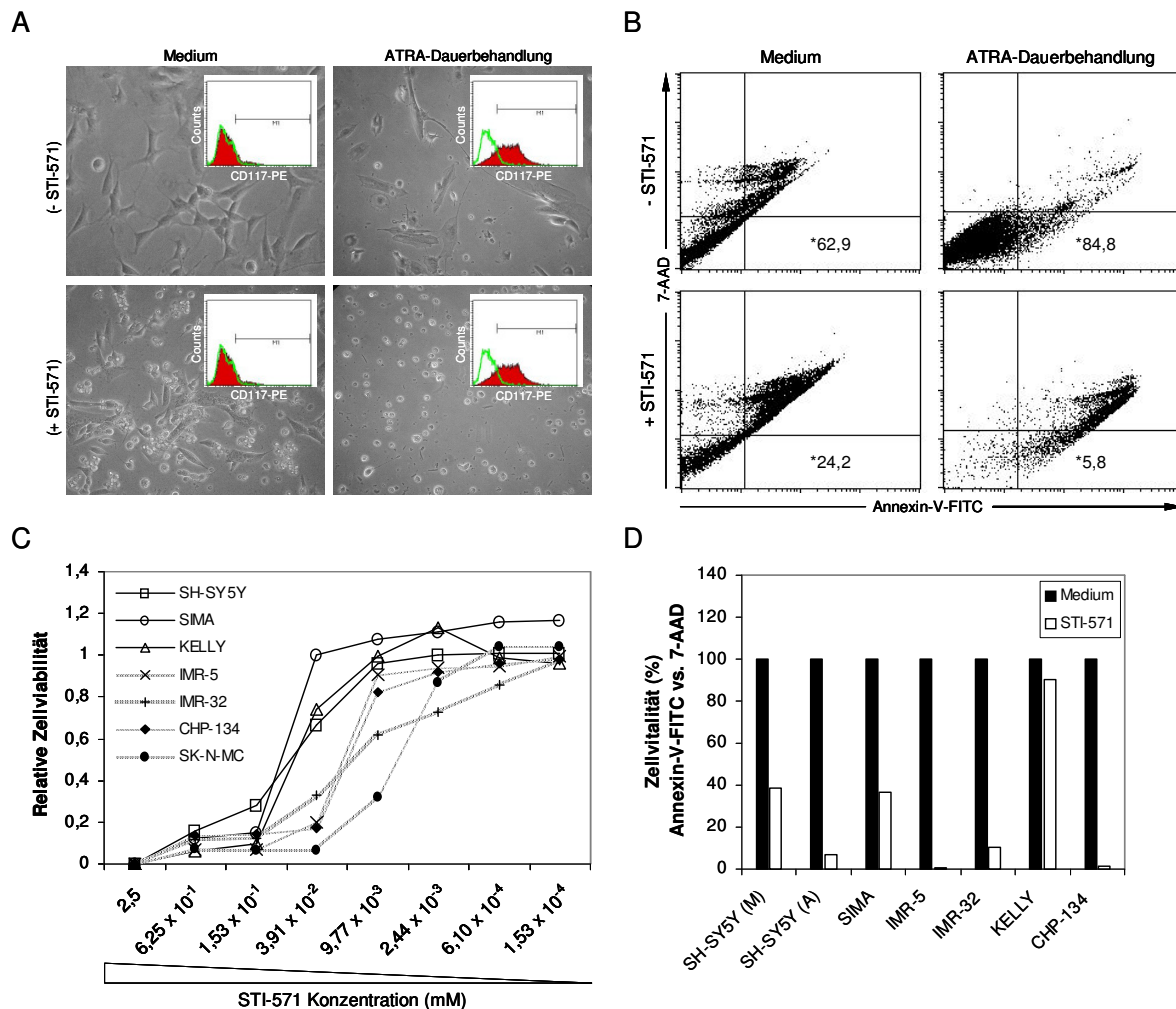 A
Medium
ATRA-Dauerbehandlung
(- STI-571)
Counts
M1
CD117-PE
Counts
M1
CD117-PE
(+ STI-571)
Counts
M1
CD117-PE
Counts
M1
CD117-PE
B
Medium
ATRA-Dauerbehandlung
- STI-571
*62,9
*84,8
7-AAD
+ STI-571
*24,2
*5,8
Annexin-V-FITC
C
Relative Zellviabilität
1,4
1,2
1
0,8
0,6
0,4
0,2
0
SH-SY5Y
SIMA
KELLY
IMR-5
IMR-32
CHP-134
SK-N-MC
2,5
6,25 x 10⁻¹
1,53 x 10⁻¹
3,91 x 10⁻²
9,77 x 10⁻³
2,44 x 10⁻³
6,10 x 10⁻⁴
1,53 x 10⁻⁴
STI-571 Konzentration (mM)
D
Zellvitalität (%)
Annexin-V-FITC vs. 7-AAD
140
120
100
80
60
40
20
0
Medium
STI-571
SH-SY5Y (M)
SH-SY5Y (A)
SIMA
IMR-5
IMR-32
KELLY
CHP-134